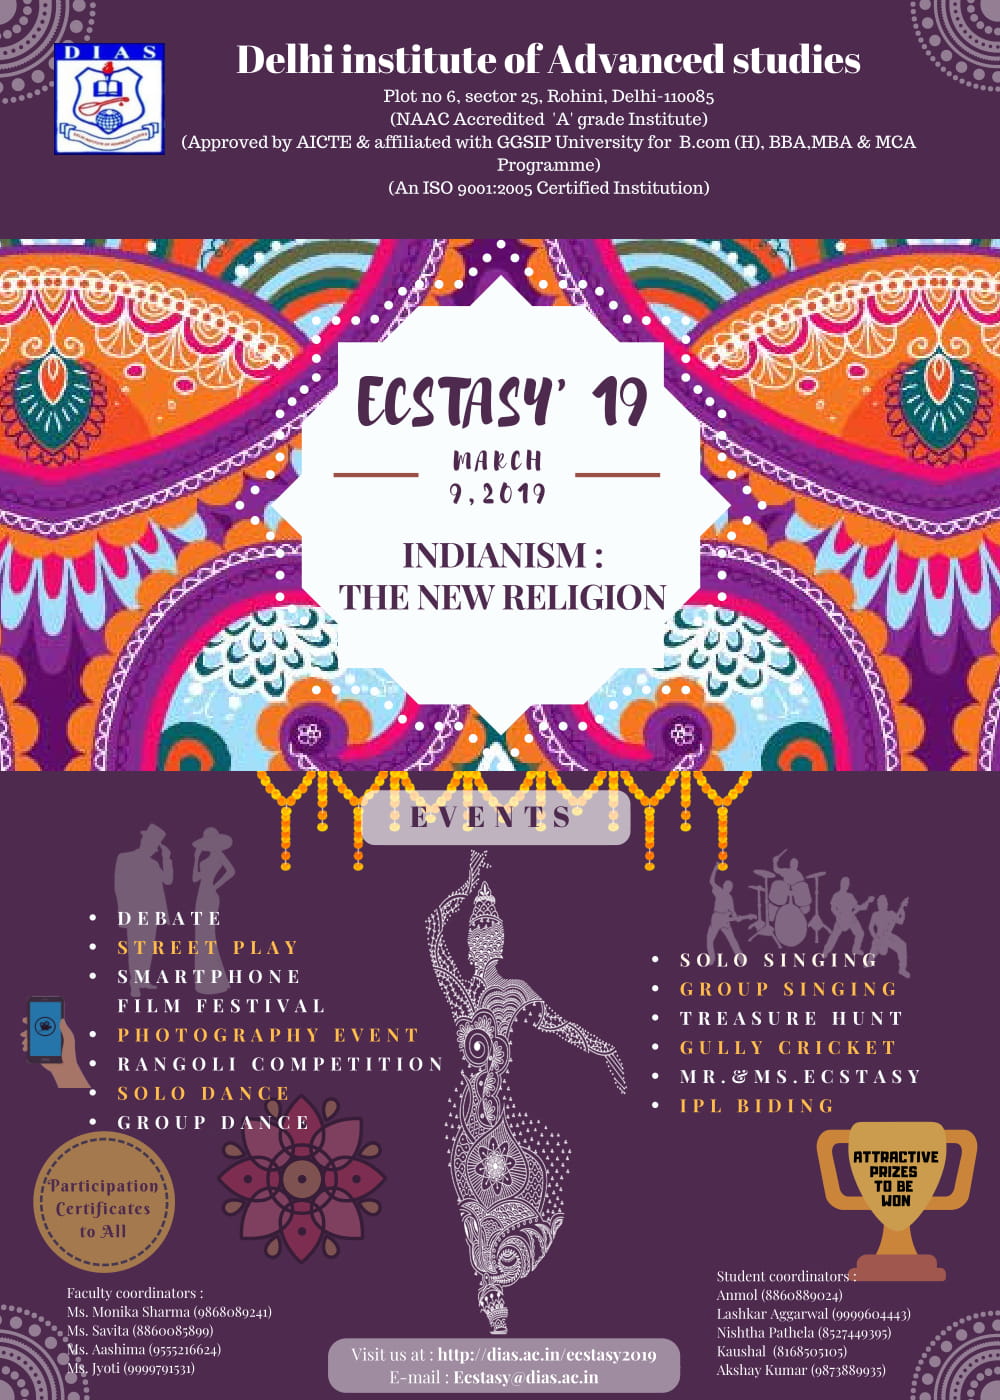 DIAS
DELHI INSTITUTE OF ADVANCED STUDIES
Delhi institute of Advanced studies
Plot no 6, sector 25, Rohini, Delhi-110085
(NAAC Accredited 'A' grade Institute)
(Approved by AICTE & affiliated with GGSIP University for B.com (H), BBA,MBA & MCA
Programme)
(An ISO 9001:2005 Certified Institution)
ECSTASY' 19
MARCH
9,2019
INDIANISM :
THE NEW RELIGION
EVENTS
• DEBATE
• STREET PLAY
• SMARTPHONE
FILM FESTIVAL
• PHOTOGRAPHY EVENT
• RANGOLI COMPETITION
• SOLO DANCE
• GROUP DANCE
• SOLO SINGING
• GROUP SINGING
• TREASURE HUNT
• GULLY CRICKET
• MR.&MS.ECSTASY
• IPL BIDING
Participation
Certificates
to All
ATTRACTIVE
PRIZES
TO BE
WON
Faculty coordinators :
Ms. Monika Sharma (9868089241)
Ms. Savita (8860085899)
Ms. Aashima (9555216624)
Ms. Jyoti (9999791531)
Student coordinators :
Anmol (8860889024)
Lashkar Aggarwal (9999604443)
Nishtha Pathela (8527449395)
Kaushal (8168505105)
Akshay Kumar (9873889935)
Visit us at : http://dias.ac.in/ecstasy2019
E-mail : Ecstasy@dias.ac.in